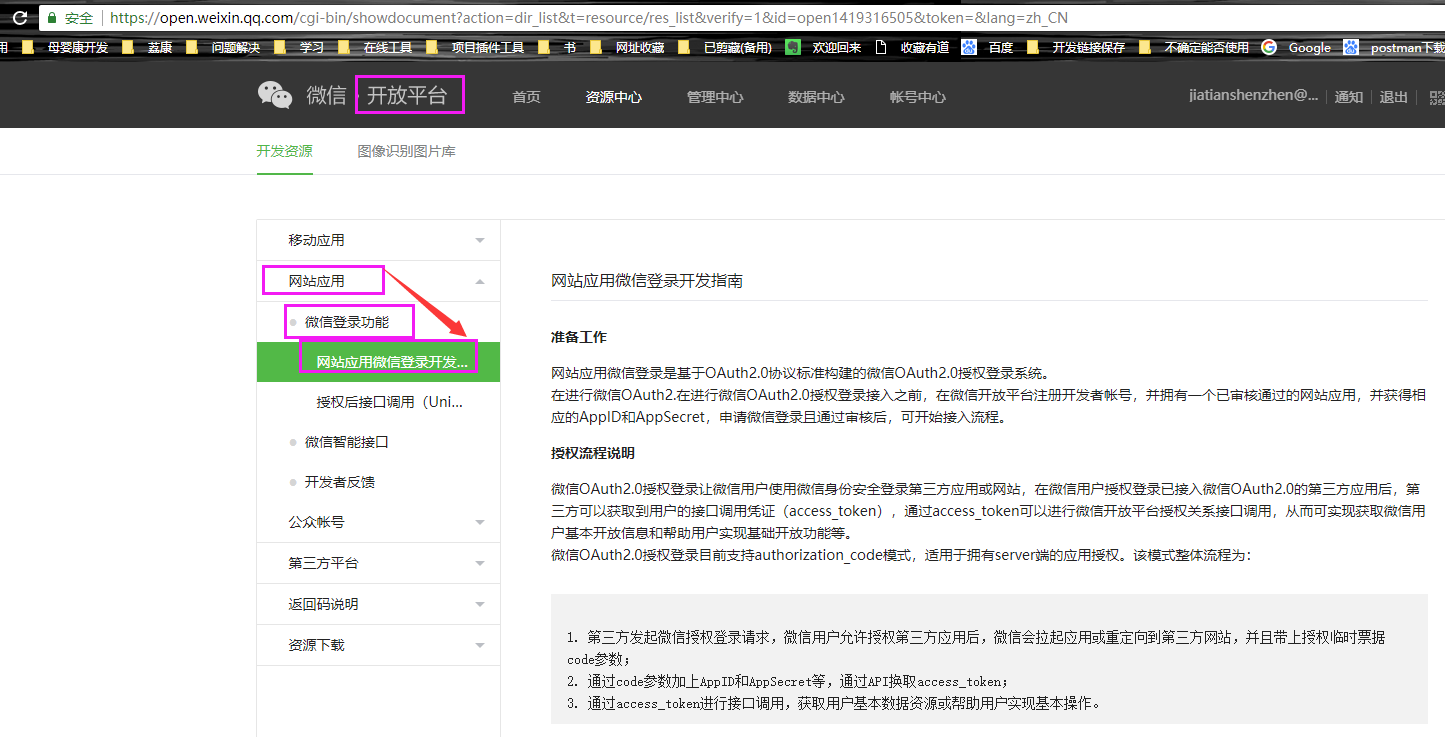 安全 https://open.weixin.qq.com/cgi-bin/showdocument?action=dir_list&t=resource/res_list&verify=1&id=open1419316505&token=&lang=zh_CN
用 母婴康开发 荔康 问题解决 学习 在线工具 项目插件工具 书 网址收藏 已剪藏(备用) 欢迎回来 收藏有道 百度 开发链接保存 不确定能否使用 Google postman下载
微信 开放平台 首页 资源中心 管理中心 数据中心 帐号中心 jiatianshenzhen@... 通知 退出
开发资源 图像识别图片库
移动应用
网站应用
微信登录功能
网站应用微信登录开发...
授权后接口调用（Uni...
微信智能接口
开发者反馈
公众帐号
第三方平台
返回码说明
资源下载
网站应用微信登录开发指南
准备工作
网站应用微信登录是基于OAuth2.0协议标准构建的微信OAuth2.0授权登录系统。
在进行微信OAuth2.在进行微信OAuth2.0授权登录接入之前，在微信开放平台注册开发者帐号，并拥有一个已审核通过的网站应用，并获得相
应的AppID和AppSecret，申请微信登录且通过审核后，可开始接入流程。
授权流程说明
微信OAuth2.0授权登录让微信用户使用微信身份安全登录第三方应用或网站，在微信用户授权登录已接入微信OAuth2.0的第三方应用后，第
三方可以获取到用户的接口调用凭证（access_token），通过access_token可以进行微信开放平台授权关系接口调用，从而可实现获取微信用
户基本开放信息和帮助用户实现基础开放功能等。
微信OAuth2.0授权登录目前支持authorization_code模式，适用于拥有server端的应用授权。该模式整体流程为：
1. 第三方发起微信授权登录请求，微信用户允许授权第三方应用后，微信会拉起应用或重定向到第三方网站，并且带上授权临时票据
code参数；
2. 通过code参数加上AppID和AppSecret等，通过API换取access_token；
3. 通过access_token进行接口调用，获取用户基本数据资源或帮助用户实现基本操作。